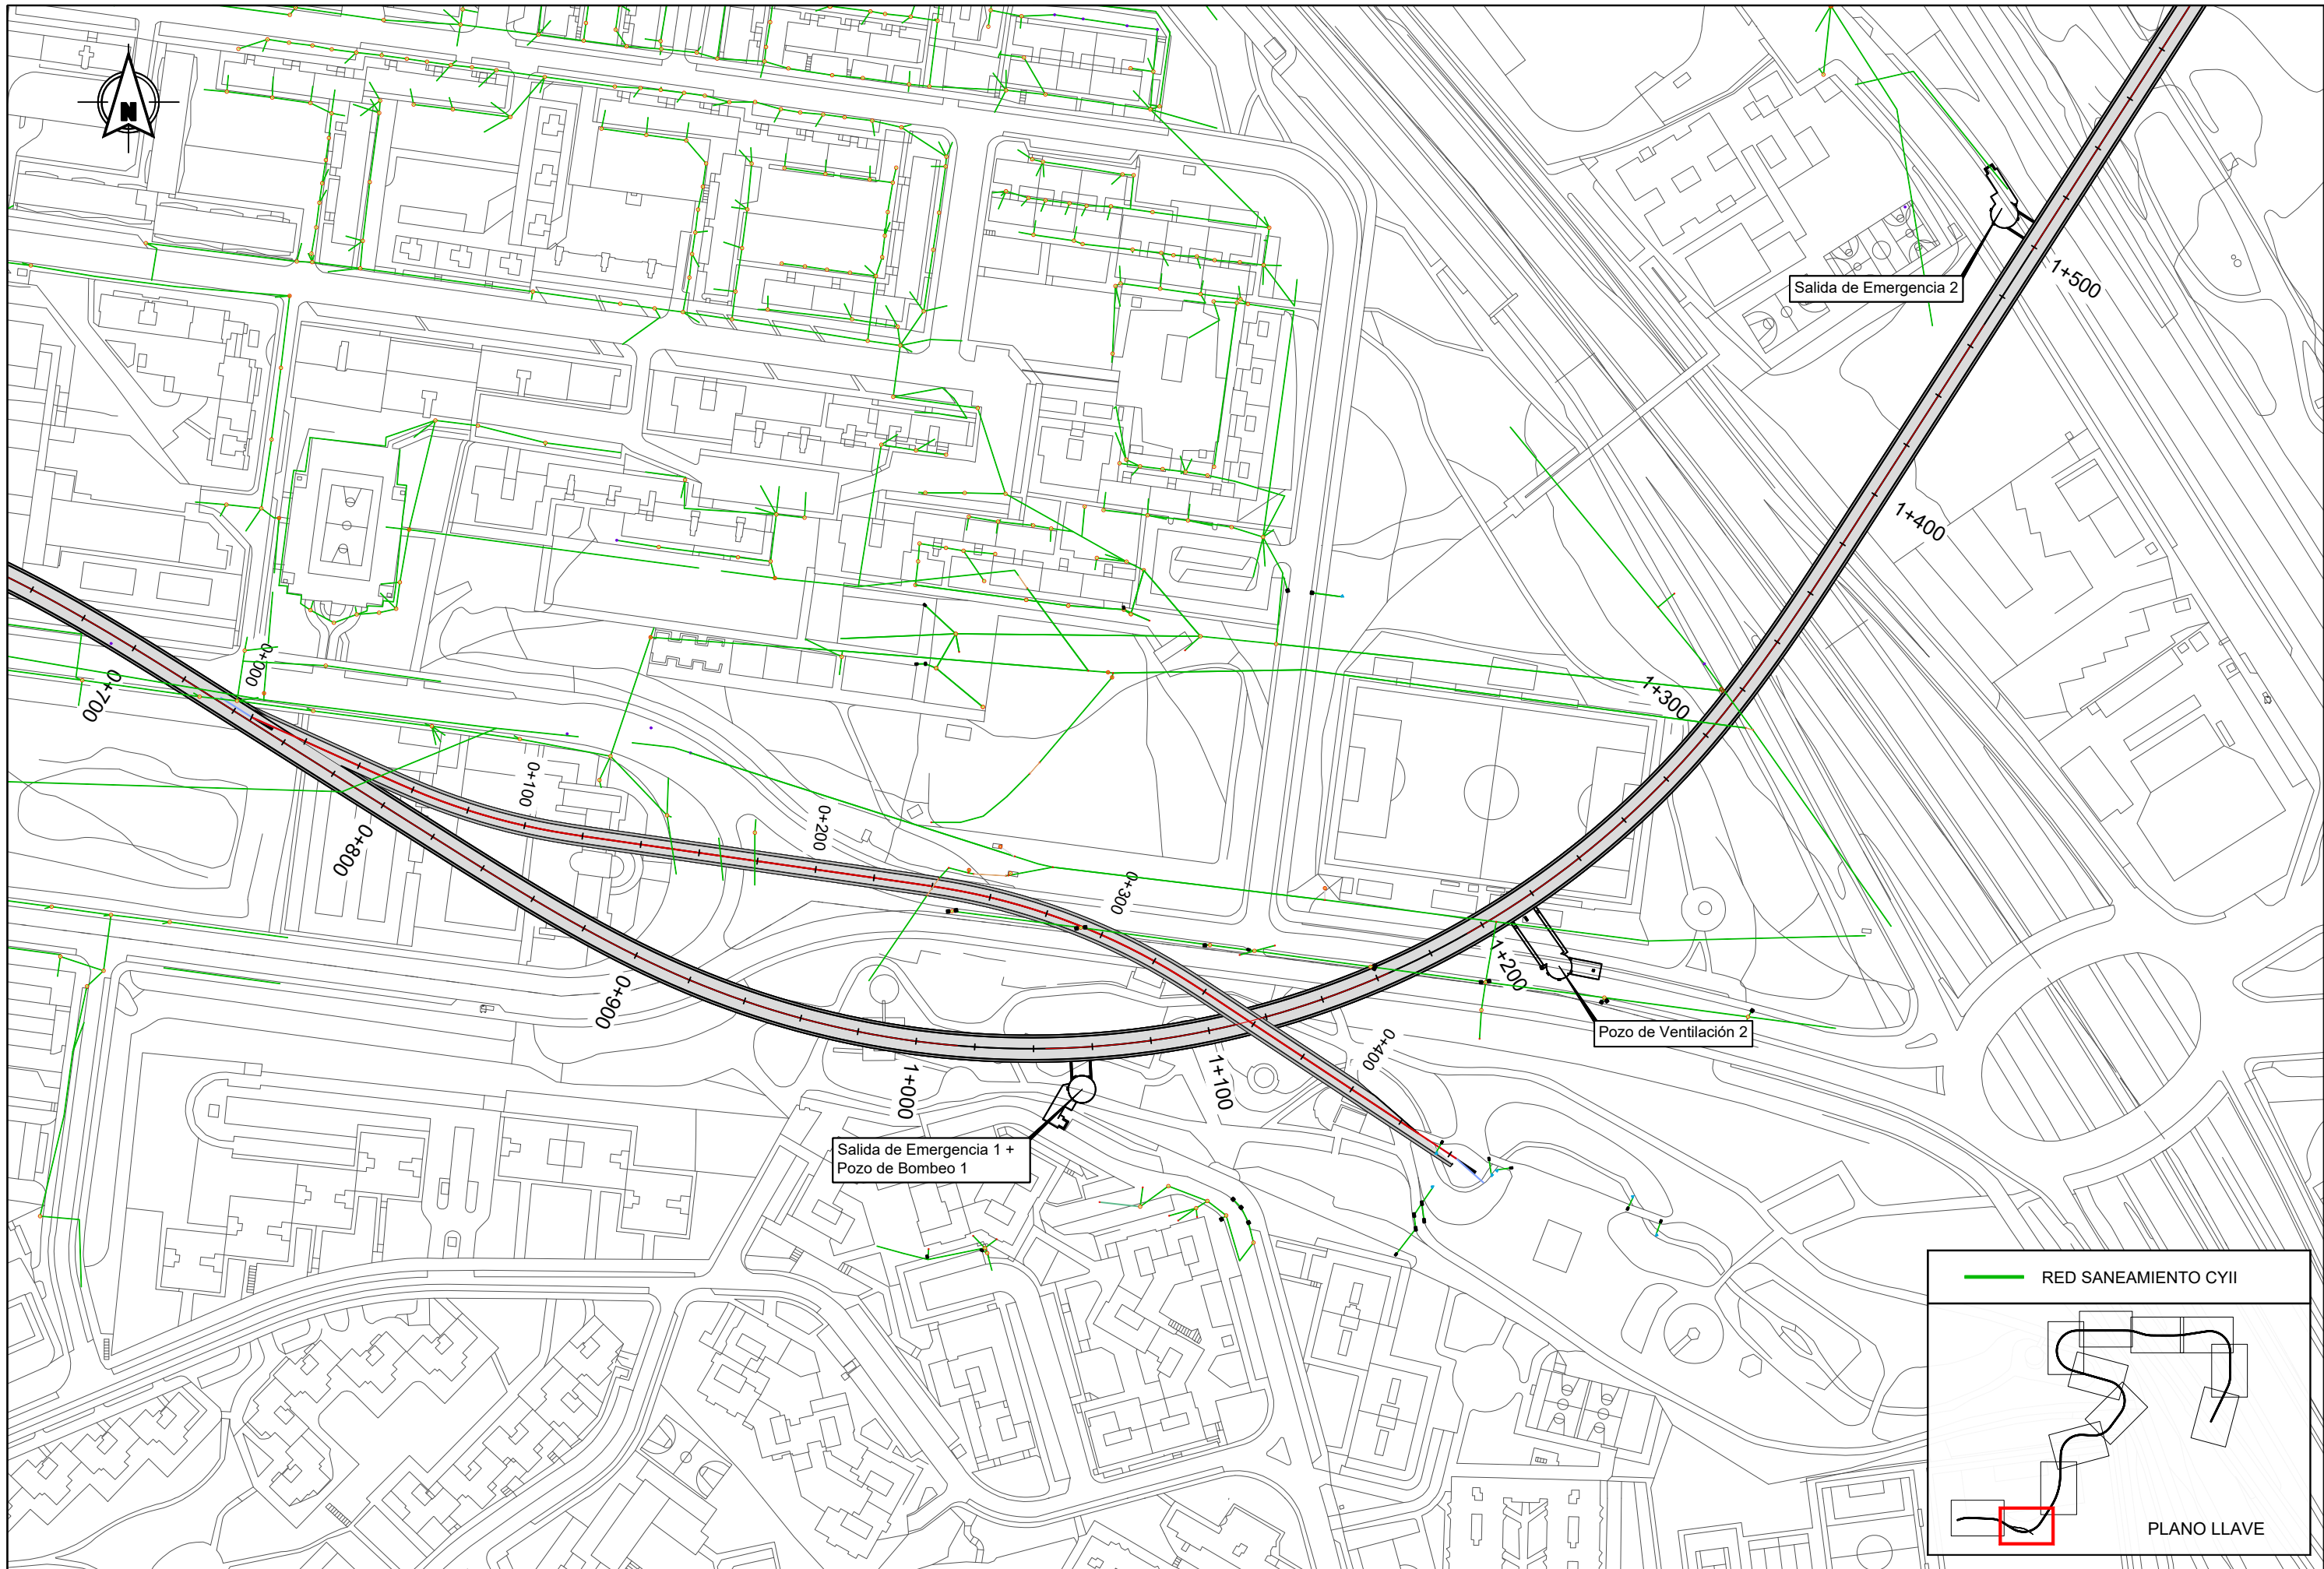 N
Salida de Emergencia 2
1+500
1+400
1+300
0+000
0+700
0+100
0+200
0+800
0+300
0+900
1+200
Pozo de Ventilación 2
0+400
1+000
1+100
Salida de Emergencia 1 +
Pozo de Bombeo 1
RED SANEAMIENTO CYII
PLANO LLAVE